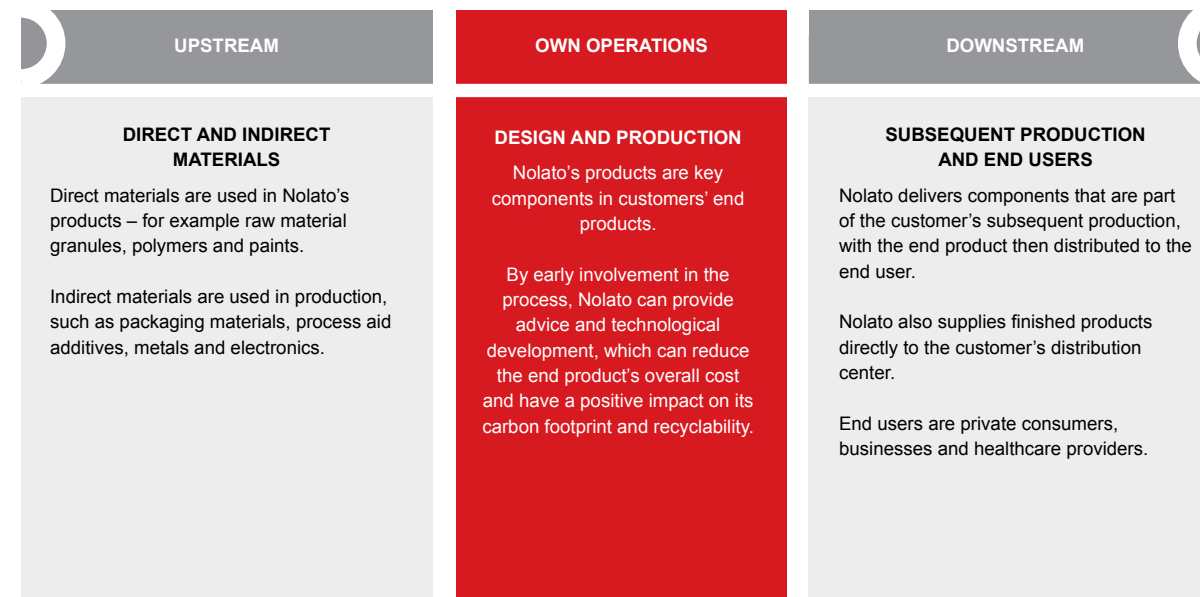 UPSTREAM
DIRECT AND INDIRECT
MATERIALS
Direct materials are used in Nolato’s
products – for example raw material
granules, polymers and paints.
Indirect materials are used in production,
such as packaging materials, process aid
additives, metals and electronics.
OWN OPERATIONS
DESIGN AND PRODUCTION
Nolato’s products are key
components in customers’ end
products.
By early involvement in the
process, Nolato can provide
advice and technological
development, which can reduce
the end product’s overall cost
and have a positive impact on its
carbon footprint and recyclability.
DOWNSTREAM
SUBSEQUENT PRODUCTION
AND END USERS
Nolato delivers components that are part
of the customer’s subsequent production,
with the end product then distributed to the
end user.
Nolato also supplies finished products
directly to the customer’s distribution
center.
End users are private consumers,
businesses and healthcare providers.